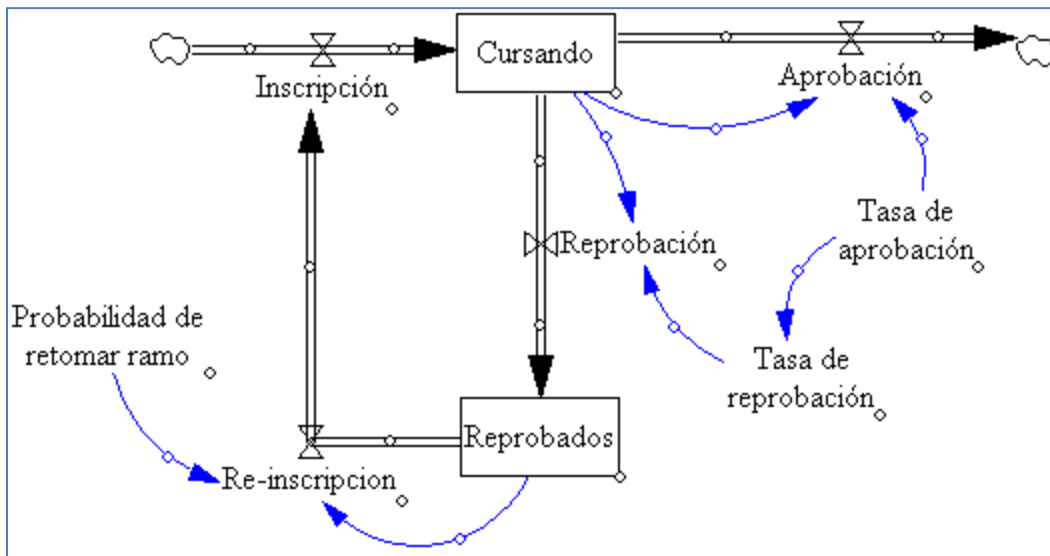 Cursando
Inscripción
Aprobación
Tasa de
aprobación
Reprobación
Probabilidad de
retomar ramo
Tasa de
reprobación
Reprobados
Re-inscripcion